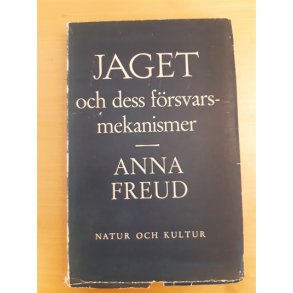 JAGET
och dess försvars-
mekanismer
ANNA
FREUD
NATUR OCH KULTUR